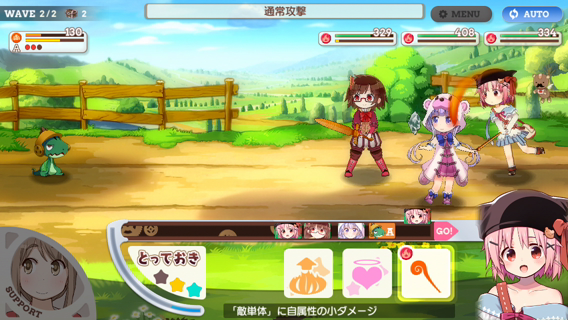 WAVE 2/2 2
通常攻撃
MENU
AUTO
130
A
329
408
334
A
GO!
とっておき
SUPPORT
「敵単体」に自属性の小ダメージ